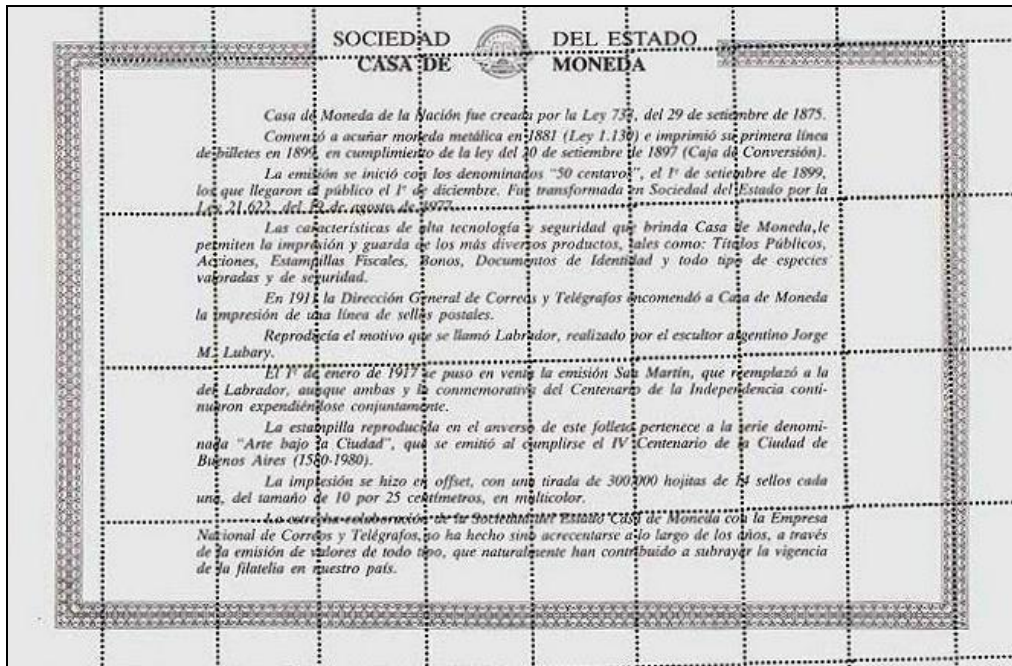 SOCIEDAD DEL ESTADO
CASA DE MONEDA
Casa de Moneda de la Nación fue creada por la Ley 733, del 29 de setiembre de 1875.
Comenzó a acuñar moneda metálica en 1881 (Ley 1.130) e imprimió su primera línea
de billetes en 1899, en cumplimiento de la ley del 20 de setiembre de 1897 (Caja de Conversión).
La emisión se inició con los denominados "50 centavos", el 1º de setiembre de 1899,
los que llegaron al público el 1º de diciembre. Fue transformada en Sociedad del Estado por la
Ley 21.622, del de agosto de 1977.
Las características de alta tecnología y seguridad que brinda Casa de Moneda, le
permiten la impresión y guarda de los más diversos productos, tales como: Títulos Públicos,
Acciones, Estampillas Fiscales, Bonos, Documentos de Identidad y todo tipo de especies
valoradas y de seguridad.
En 1911 la Dirección General de Correos y Telégrafos encomendó a Casa de Moneda
la impresión de una línea de sellos postales.
Reproducía el motivo que se llamó Labrador, realizado por el escultor argentino Jorge
M. Lubary.
El 1º de enero de 1917 se puso en venta la emisión San Martín, que reemplazó a la
del Labrador, aunque ambas y la conmemorativa del Centenario de la Independencia conti-
nuaron expendiéndose conjuntamente.
La estampilla reproducida en el anverso de este folleto pertenece a la serie denomi-
nada "Arte bajo la Ciudad", que se emitió al cumplirse el IV Centenario de la Ciudad de
Buenos Aires (1580-1980).
La impresión se hizo en offset, con una tirada de 300.000 hojitas de 14 sellos cada
una, del tamaño de 10 por 25 centímetros, en multicolor.
La estrecha colaboración de la Sociedad del Estado Casa de Moneda con la Empresa
Nacional de Correos y Telégrafos, no ha hecho sino acrecentarse a lo largo de los años, a través
de la emisión de valores de todo tipo, que naturalmente han contribuido a subrayar la vigencia
de la filatelia en nuestro país.